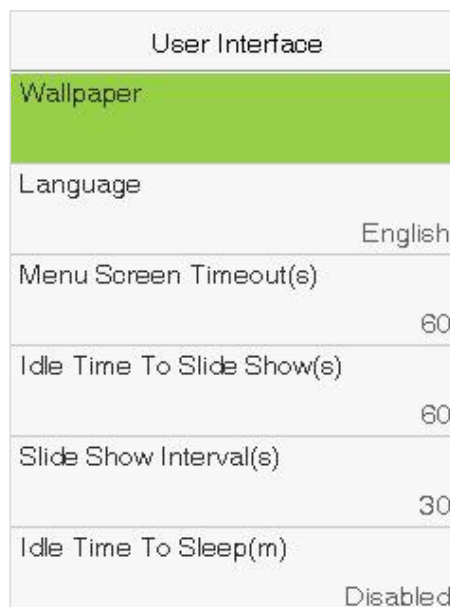 User Interface
Wallpaper
Language
English
Menu Screen Timeout(s)
60
Idle Time To Slide Show(s)
60
Slide Show Interval(s)
30
Idle Time To Sleep(m)
Disabled